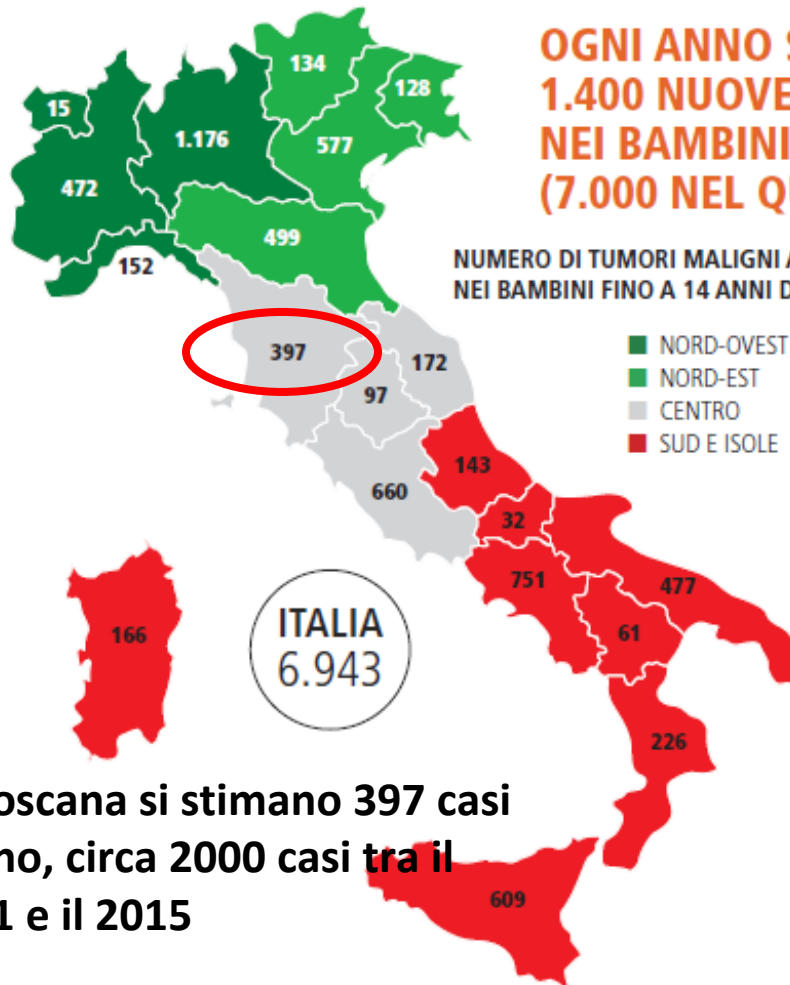 OGNI ANNO
1.400 NUOVE
NEI BAMBINI
(7.000 NEL
NUMERO DI TUMORI MALIGNI
NEI BAMBINI FINO A 14 ANNI
NORD-OVEST
NORD-EST
CENTRO
SUD E ISOLE
134
128
15
1.176
577
472
499
152
397
172
97
143
660
32
751
477
61
166
ITALIA
6.943
226
609
si stimano 397 casi
circa 2000 casi tra il
e il 2015